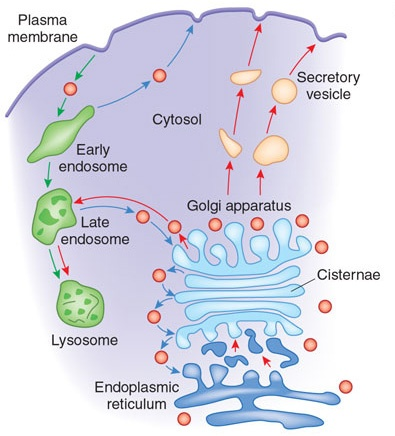 Plasma
membrane
Secretory
vesicle
Cytosol
Early
endosome
Golgi apparatus
Late
endosome
Cisternae
Lysosome
Endoplasmic
reticulum